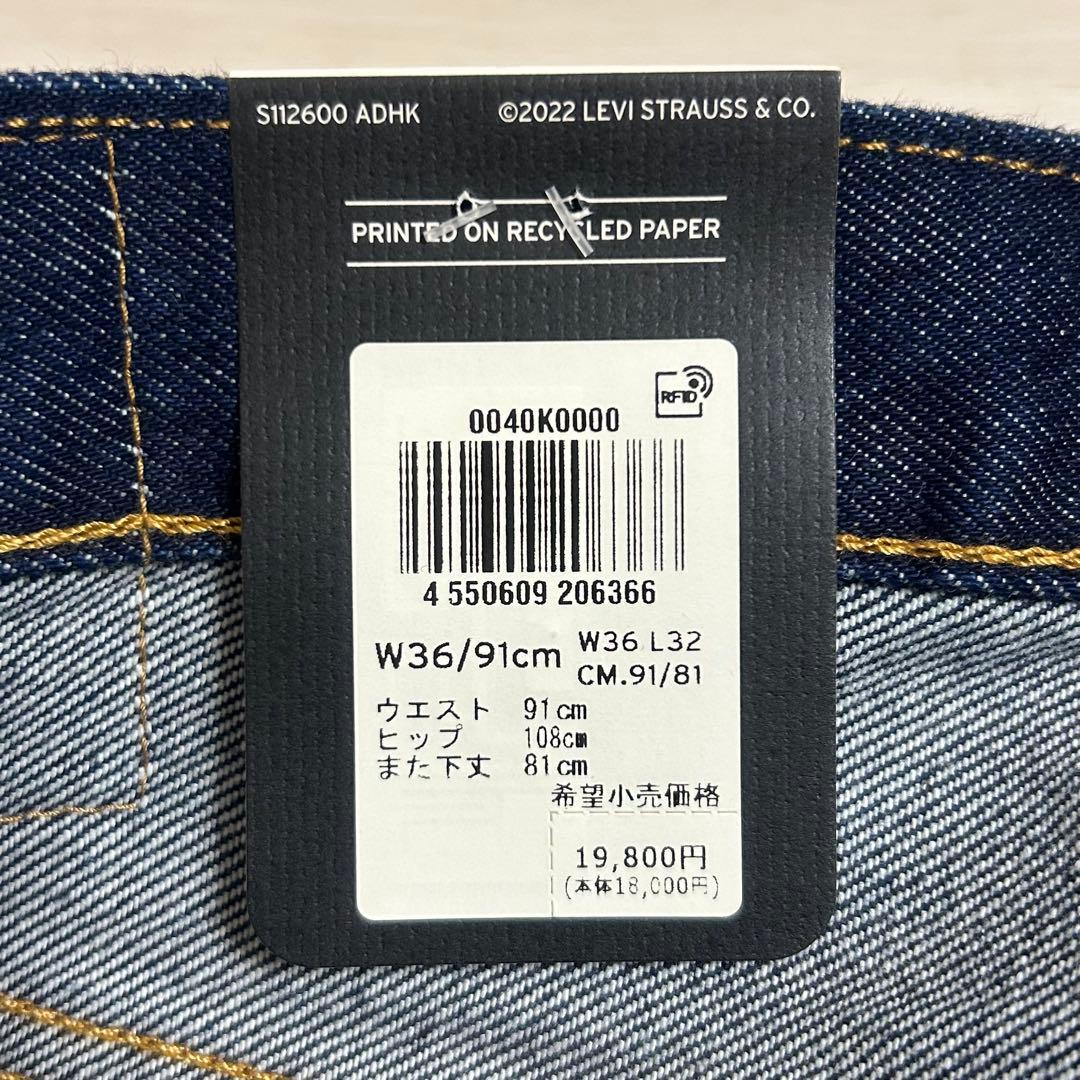 S112600 ADHK ©2022 LEVI STRAUSS & CO.
PRINTED ON RECYCLED PAPER
RFID
0040K0000
4 550609 206366
W36/91cm W36 L32
CM.91/81
ウエスト 91cm
ヒップ 108cm
また下丈 81cm
希望小売価格
19,800円
(本体18,000円)